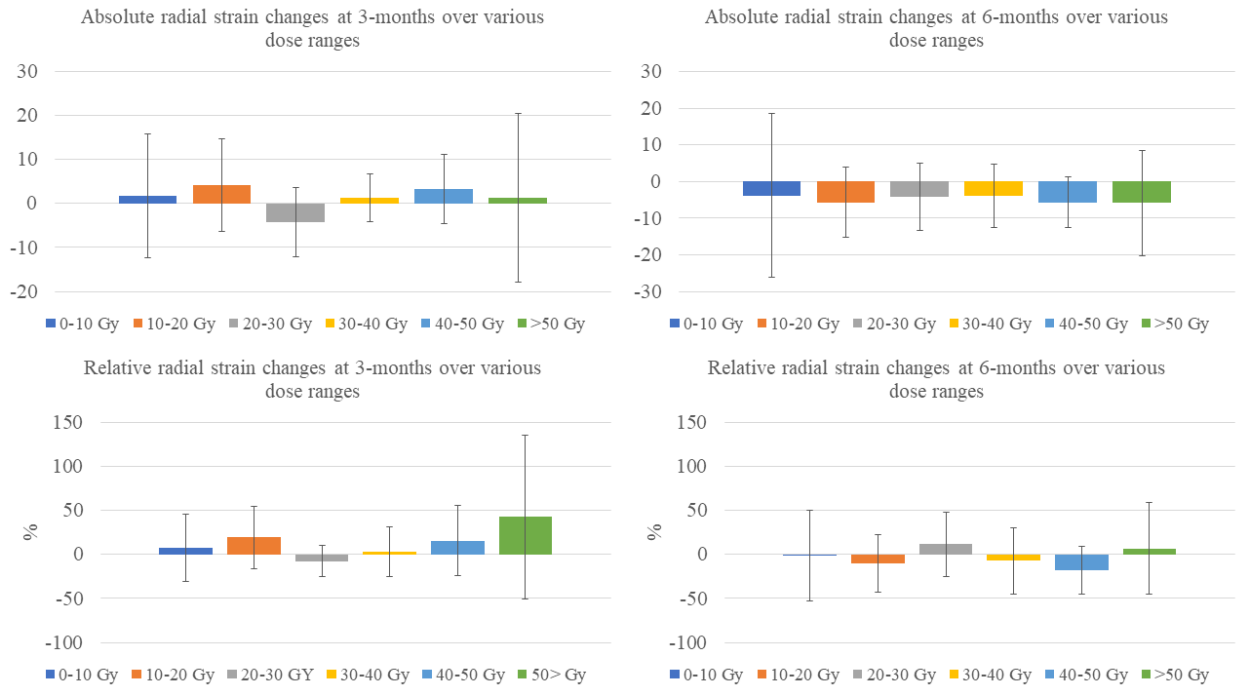 Absolute radial strain changes at 3-months over various
dose ranges
30
20
10
0
-10
-20
0-10 Gy 10-20 Gy 20-30 Gy 30-40 Gy 40-50 Gy >50 Gy
Absolute radial strain changes at 6-months over various
dose ranges
30
20
10
0
-10
-20
-30
0-10 Gy 10-20 Gy 20-30 Gy 30-40 Gy 40-50 Gy >50 Gy
Relative radial strain changes at 3-months over various
dose ranges
150
100
50
0
-50
-100
%
0-10 Gy 10-20 Gy 20-30 GY 30-40 Gy 40-50 Gy 50> Gy
Relative radial strain changes at 6-months over various
dose ranges
150
100
50
0
-50
-100
%
0-10 Gy 10-20 Gy 20-30 Gy 30-40 Gy 40-50 Gy >50 Gy